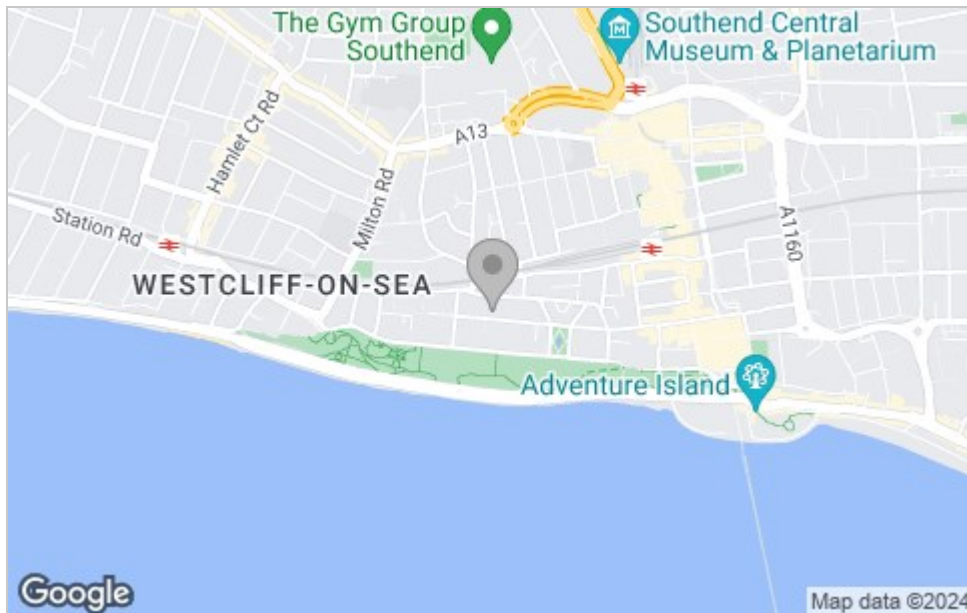 The Gym Group
Southend
Southend Central
Museum & Planetarium
Hamlet Ct Rd
A13
Milton Rd
Station Rd
A1160
WESTCLIFF-ON-SEA
Adventure Island
Google
Map data ©2024